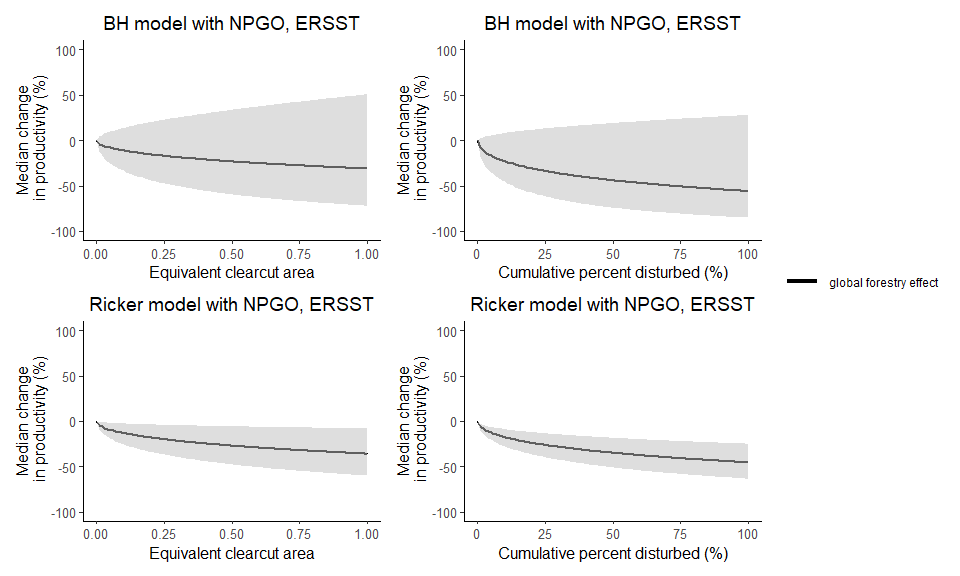 BH model with NPGO, ERSST
Median change
in productivity (%)
100
50
0
-50
-100
0.00 0.25 0.50 0.75 1.00
Equivalent clearcut area
BH model with NPGO, ERSST
Median change
in productivity (%)
100
50
0
-50
-100
0 25 50 75 100
Cumulative percent disturbed (%)
global forestry effect
Ricker model with NPGO, ERSST
Median change
in productivity (%)
100
50
0
-50
-100
0.00 0.25 0.50 0.75 1.00
Equivalent clearcut area
Ricker model with NPGO, ERSST
Median change
in productivity (%)
100
50
0
-50
-100
0 25 50 75 100
Cumulative percent disturbed (%)